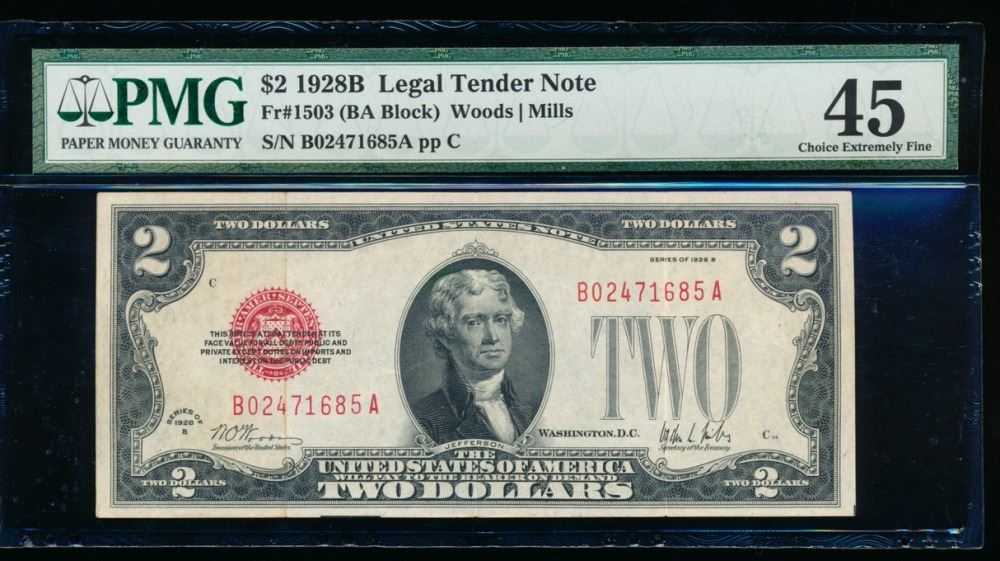 PMG
PAPER MONEY GUARANTY
$2 1928B Legal Tender Note
Fr#1503 (BA Block) Woods | Mills
S/N B02471685A pp C
45
Choice Extremely Fine
TWO DOLLARS
UNITED STATES NOTE
TWO DOLLARS
2
2
SERIES OF 1928 B
C
B02471685A
THIS NOTE IS A LEGAL TENDER AT ITS
FACE VALUE FOR ALL DEBTS PUBLIC AND
PRIVATE EXCEPT DUTIES ON IMPORTS AND
INTEREST ON THE PUBLIC DEBT
TWO
B02471685A
SERIES OF
1928
B
Treasurer of the United States.
JEFFERSON
WASHINGTON, D.C.
Secretary of the Treasury.
C
THE
UNITED STATES OF AMERICA
WILL PAY TO THE BEARER ON DEMAND
TWO DOLLARS
TWO DOLLARS
2
TWO DOLLARS
2